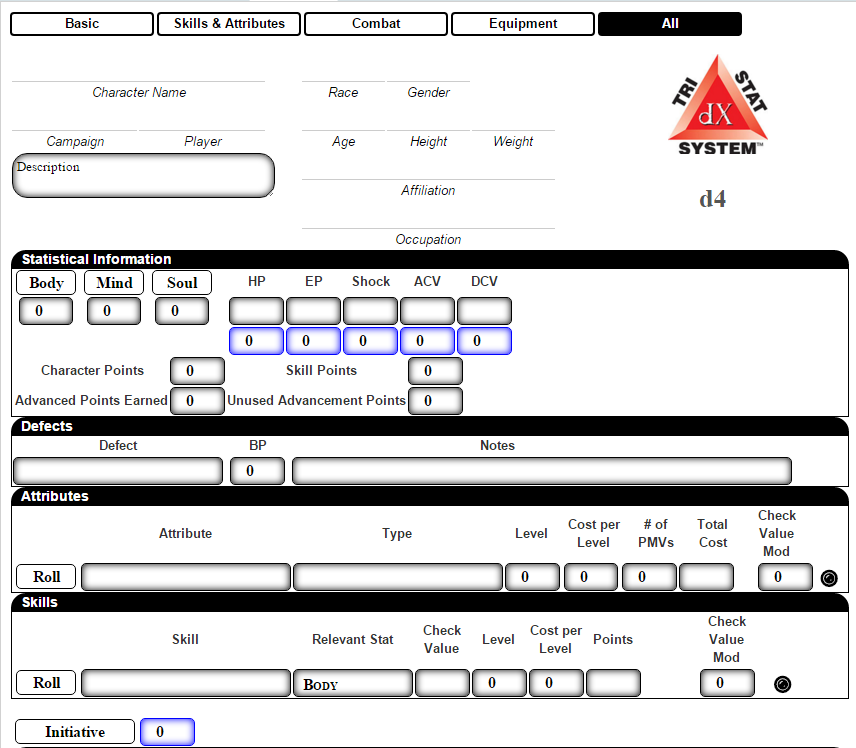 Basic Skills & Attributes Combat Equipment All
Character Name Race Gender
TRI STAT
dX
SYSTEM™
Campaign Player Age Height Weight
Description
Affiliation
d4
Occupation
Statistical Information
Body Mind Soul HP EP Shock ACV DCV
0 0 0
0 0 0 0 0
Character Points 0 Skill Points 0
Advanced Points Earned 0 Unused Advancement Points 0
Defects
Defect BP Notes
0
Attributes
Attribute Type Level Cost per Level # of PMVs Total Cost Check Value Mod
Roll 0 0 0 0
Skills
Skill Relevant Stat Check Value Level Cost per Level Points Check Value Mod
Roll Body 0 0 0
Initiative 0